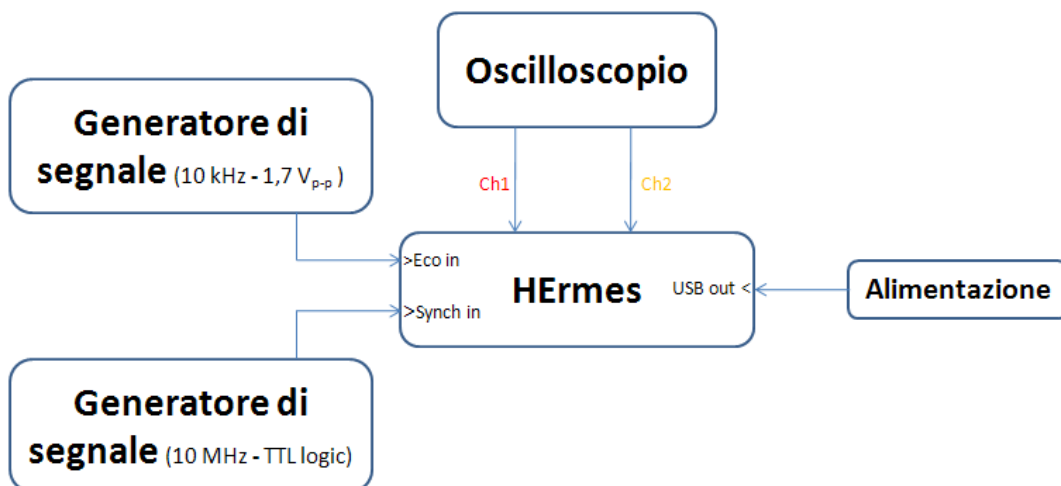 Oscilloscopio
Generatore di
segnale (10 kHz - 1,7 Vp-p )
Ch1
Ch2
>Eco in
HErmes
USB out <
>Synch in
Alimentazione
Generatore di
segnale (10 MHz - TTL logic)